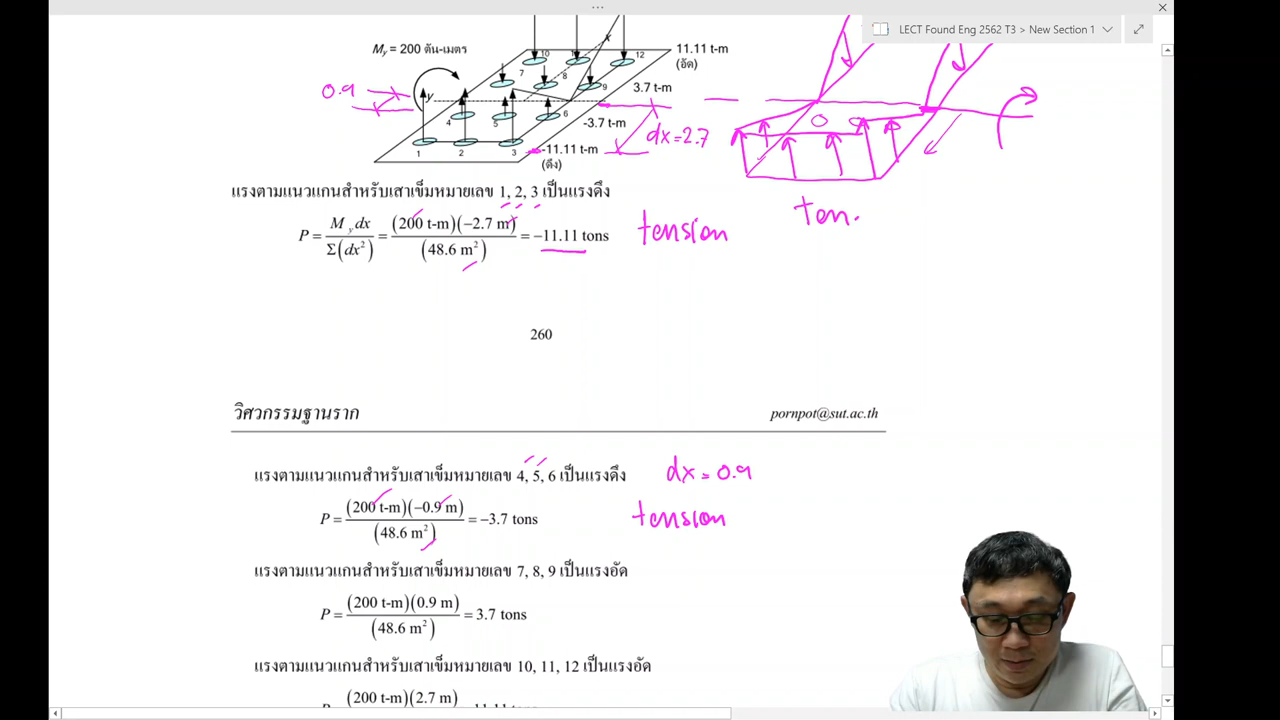 LECT Found Eng 2562 T3 > New Section 1
My = 200 ตัน-เมตร
x
10
12
11.11 t-m
(อัด)
7
8
0.9
y
9
3.7 t-m
4
5
6
-3.7 t-m
dx=2.7
1
2
3
-11.11 t-m
(ดึง)
แรงตามแนวแกนสำหรับเสาเข็มหมายเลข 1, 2, 3 เป็นแรงดึง
ten.
P = M y dx / Σ(dx²) = (200 t-m)(−2.7 m) / (48.6 m²) = −11.11 tons
tension
260
วิศวกรรมฐานราก
pornpot@sut.ac.th
แรงตามแนวแกนสำหรับเสาเข็มหมายเลข 4, 5, 6 เป็นแรงดึง
dx = 0.9
P = (200 t-m)(−0.9 m) / (48.6 m²) = −3.7 tons
tension
แรงตามแนวแกนสำหรับเสาเข็มหมายเลข 7, 8, 9 เป็นแรงอัด
P = (200 t-m)(0.9 m) / (48.6 m²) = 3.7 tons
แรงตามแนวแกนสำหรับเสาเข็มหมายเลข 10, 11, 12 เป็นแรงอัด
(200 t-m)(2.7 m)